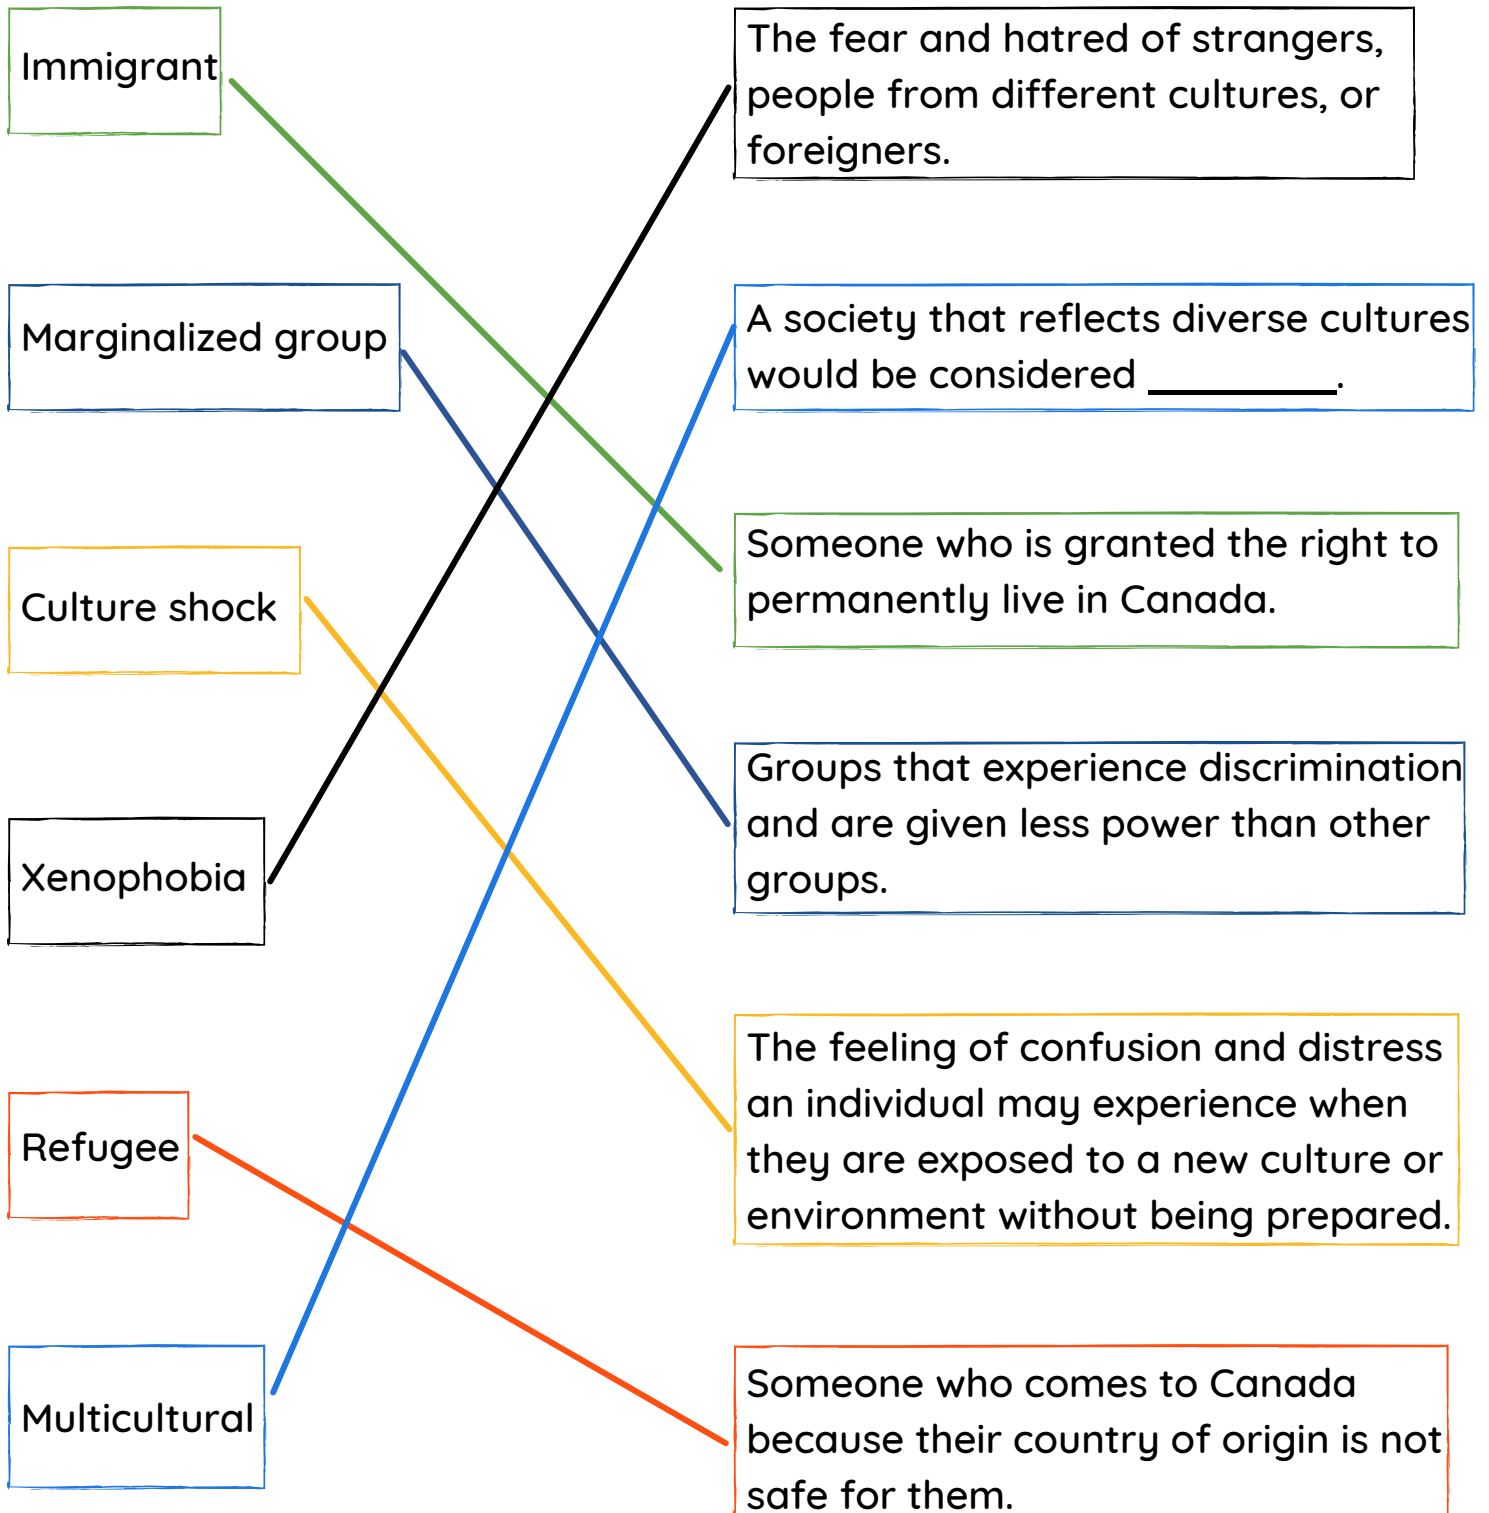 Immigrant
Marginalized group
Culture shock
Xenophobia
Refugee
Multicultural
The fear and hatred of strangers,
people from different cultures, or
foreigners.
A society that reflects diverse cultures
would be considered _________.
Someone who is granted the right to
permanently live in Canada.
Groups that experience discrimination
and are given less power than other
groups.
The feeling of confusion and distress
an individual may experience when
they are exposed to a new culture or
environment without being prepared.
Someone who comes to Canada
because their country of origin is not
safe for them.